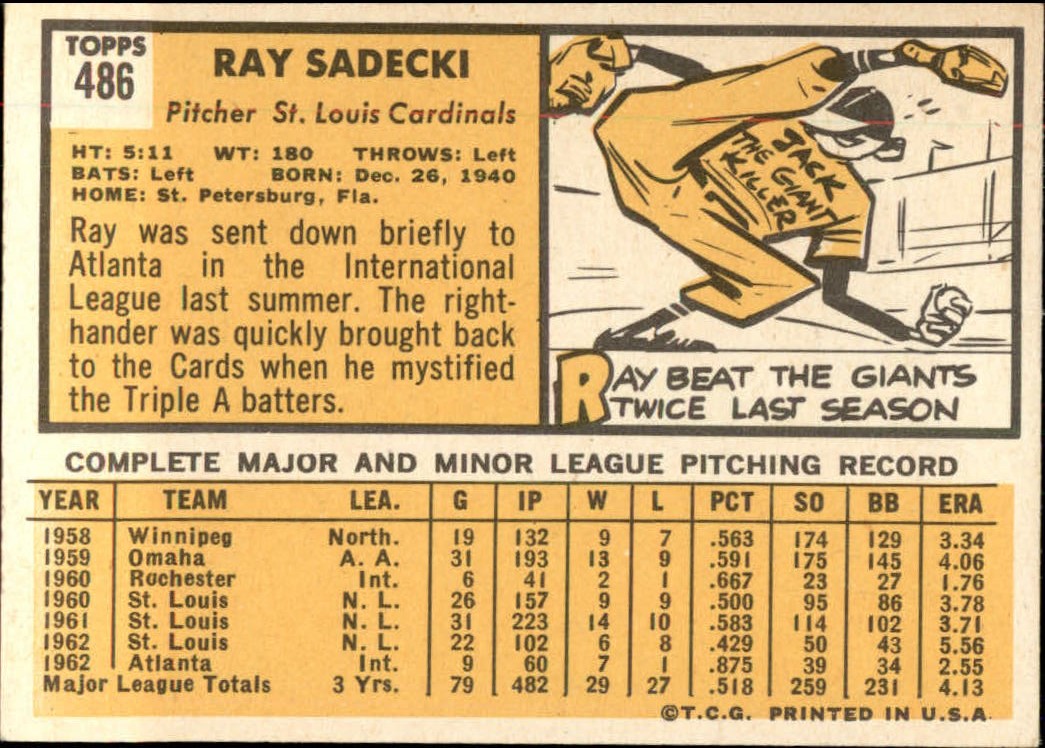 TOPPS
486
RAY SADECKI
Pitcher St. Louis Cardinals
HT: 5:11 WT: 180 THROWS: Left
BATS: Left BORN: Dec. 26, 1940
HOME: St. Petersburg, Fla.
Ray was sent down briefly to
Atlanta in the International
League last summer. The right-
hander was quickly brought back
to the Cards when he mystified
the Triple A batters.
JACK
THE GIANT
KILLER
RAY BEAT THE GIANTS
TWICE LAST SEASON
COMPLETE MAJOR AND MINOR LEAGUE PITCHING RECORD
YEAR TEAM LEA. G IP W L PCT SO BB ERA
1958 Winnipeg North. 19 132 9 7 .563 174 129 3.34
1959 Omaha A. A. 31 193 13 9 .591 175 145 4.06
1960 Rochester Int. 6 41 2 1 .667 23 27 1.76
1960 St. Louis N. L. 26 157 9 9 .500 95 86 3.78
1961 St. Louis N. L. 31 223 14 10 .583 114 102 3.71
1962 St. Louis N. L. 22 102 6 8 .429 50 43 5.56
1962 Atlanta Int. 9 60 7 1 .875 39 34 2.55
Major League Totals 3 Yrs. 79 482 29 27 .518 259 231 4.13
©T.C.G. PRINTED IN U.S.A.